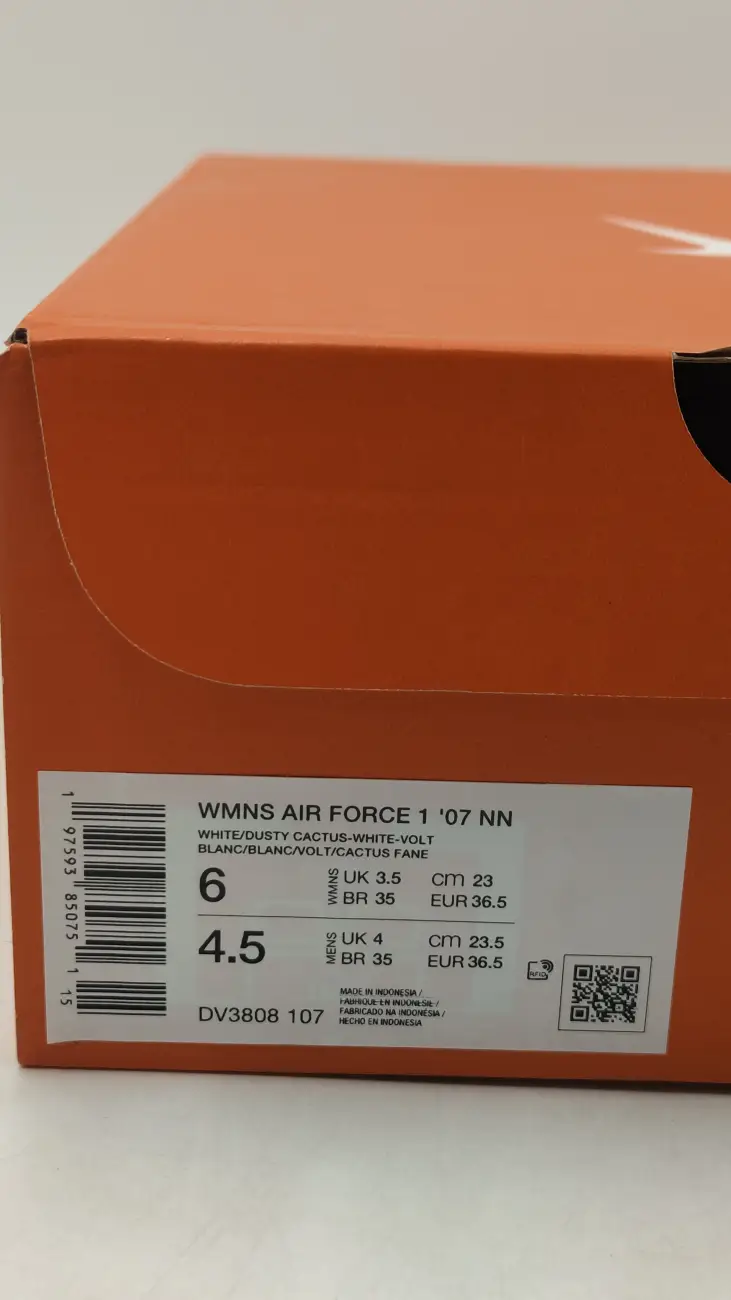 WMNS AIR FORCE 1 '07 NN
WHITE/DUSTY CACTUS-WHITE-VOLT
BLANC/BLANC/VOLT/CACTUS FANE
6 WMNS UK 3.5 cm 23
BR 35 EUR 36.5
4.5 MENS UK 4 cm 23.5
BR 35 EUR 36.5
RFID
DV3808 107
MADE IN INDONESIA /
FABRIQUE EN INDONESIE /
FABRICADO NA INDONÉSIA /
HECHO EN INDONESIA
1 97593 85075 1 15